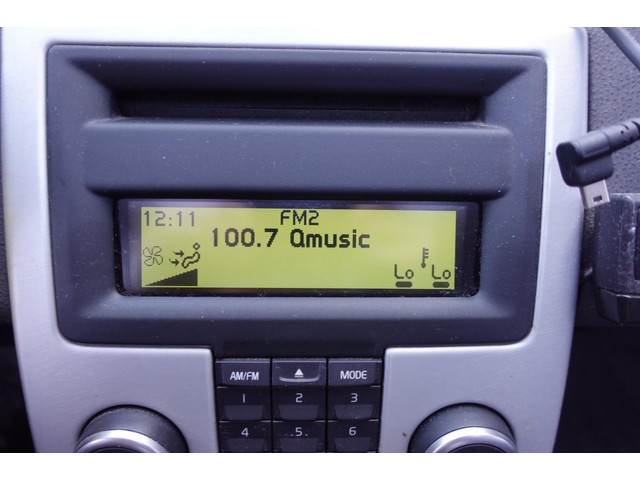 12:11 FM2
100.7 Qmusic
Lo Lo
AM/FM MODE
1 2 3
4 .5. 6